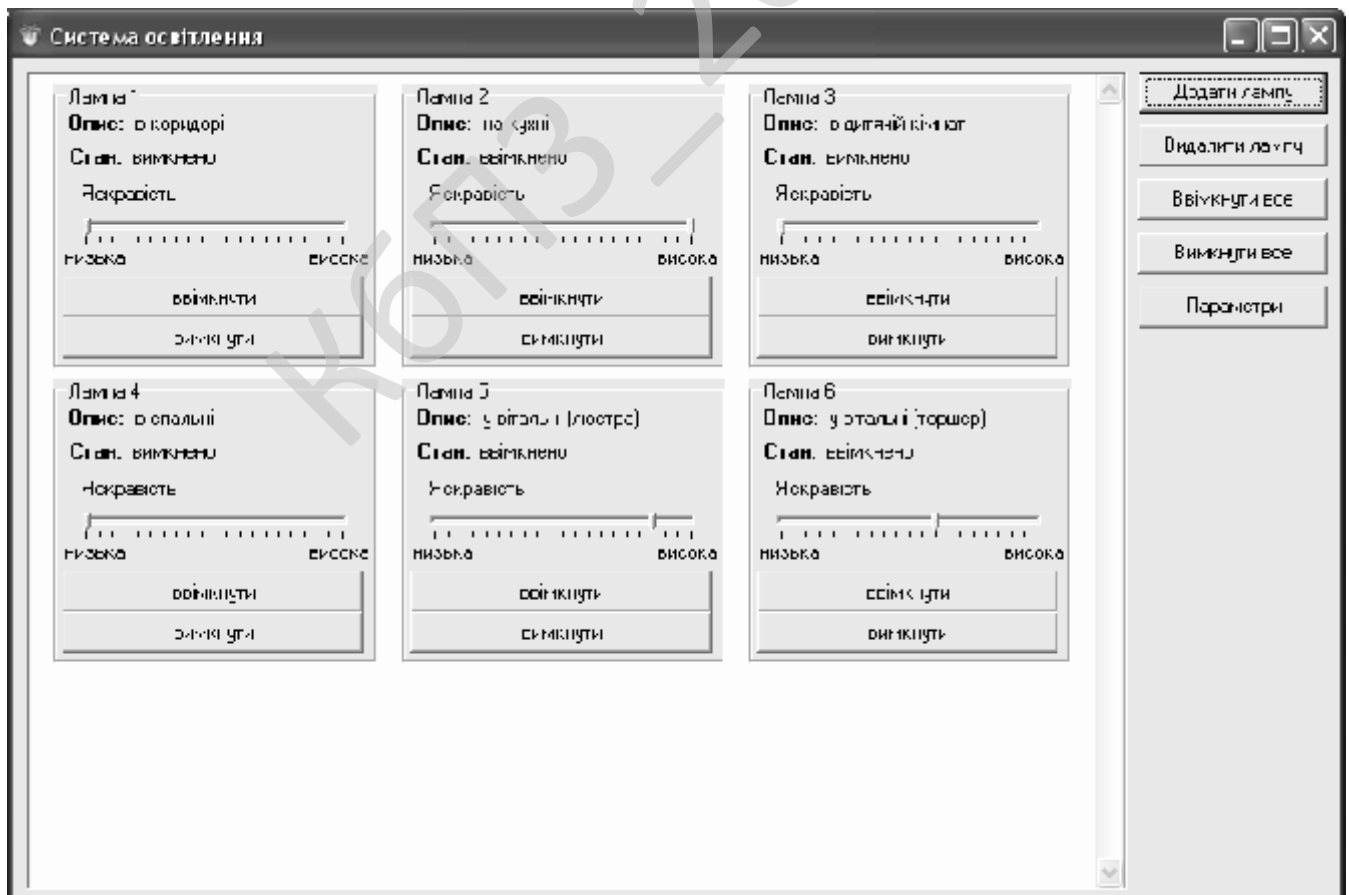 Система освітлення
Лампа 1
Опис: в коридорі
Стан: вимкнено
Яскравість
низька висока
ввімкнути
вимкнути
Лампа 2
Опис: на кухні
Стан: ввімкнено
Яскравість
низька висока
ввімкнути
вимкнути
Лампа 3
Опис: в дитячій кімнат
Стан: вимкнено
Яскравість
низька висока
ввімкнути
вимкнути
Лампа 4
Опис: в спальні
Стан: вимкнено
Яскравість
низька висока
ввімкнути
вимкнути
Лампа 5
Опис: у вітальні (люстра)
Стан: ввімкнено
Яскравість
низька висока
ввімкнути
вимкнути
Лампа 6
Опис: у вітальні (торшер)
Стан: ввімкнено
Яскравість
низька висока
ввімкнути
вимкнути
Додати лампу
Видалити лампу
Ввімкнути все
Вимкнути все
Параметри
КбПЗ_20